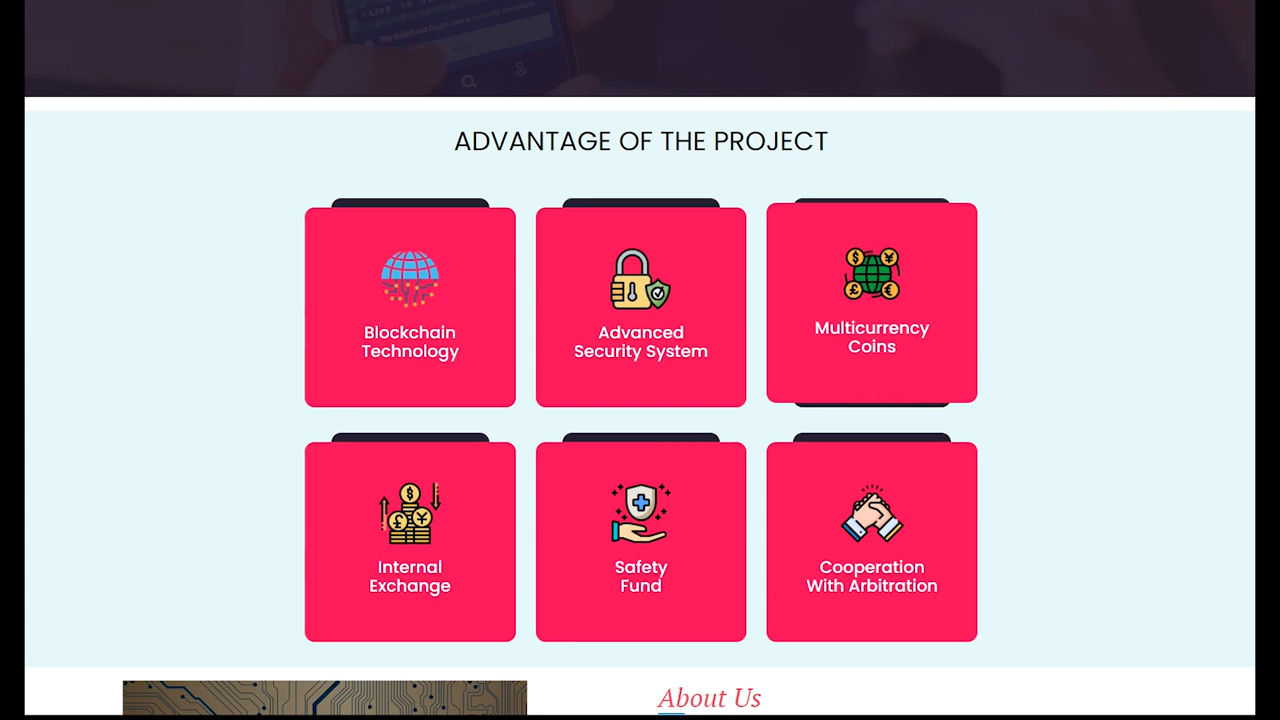 ADVANTAGE OF THE PROJECT
Blockchain
Technology
Advanced
Security System
Multicurrency
Coins
Internal
Exchange
Safety
Fund
Cooperation
With Arbitration
About Us